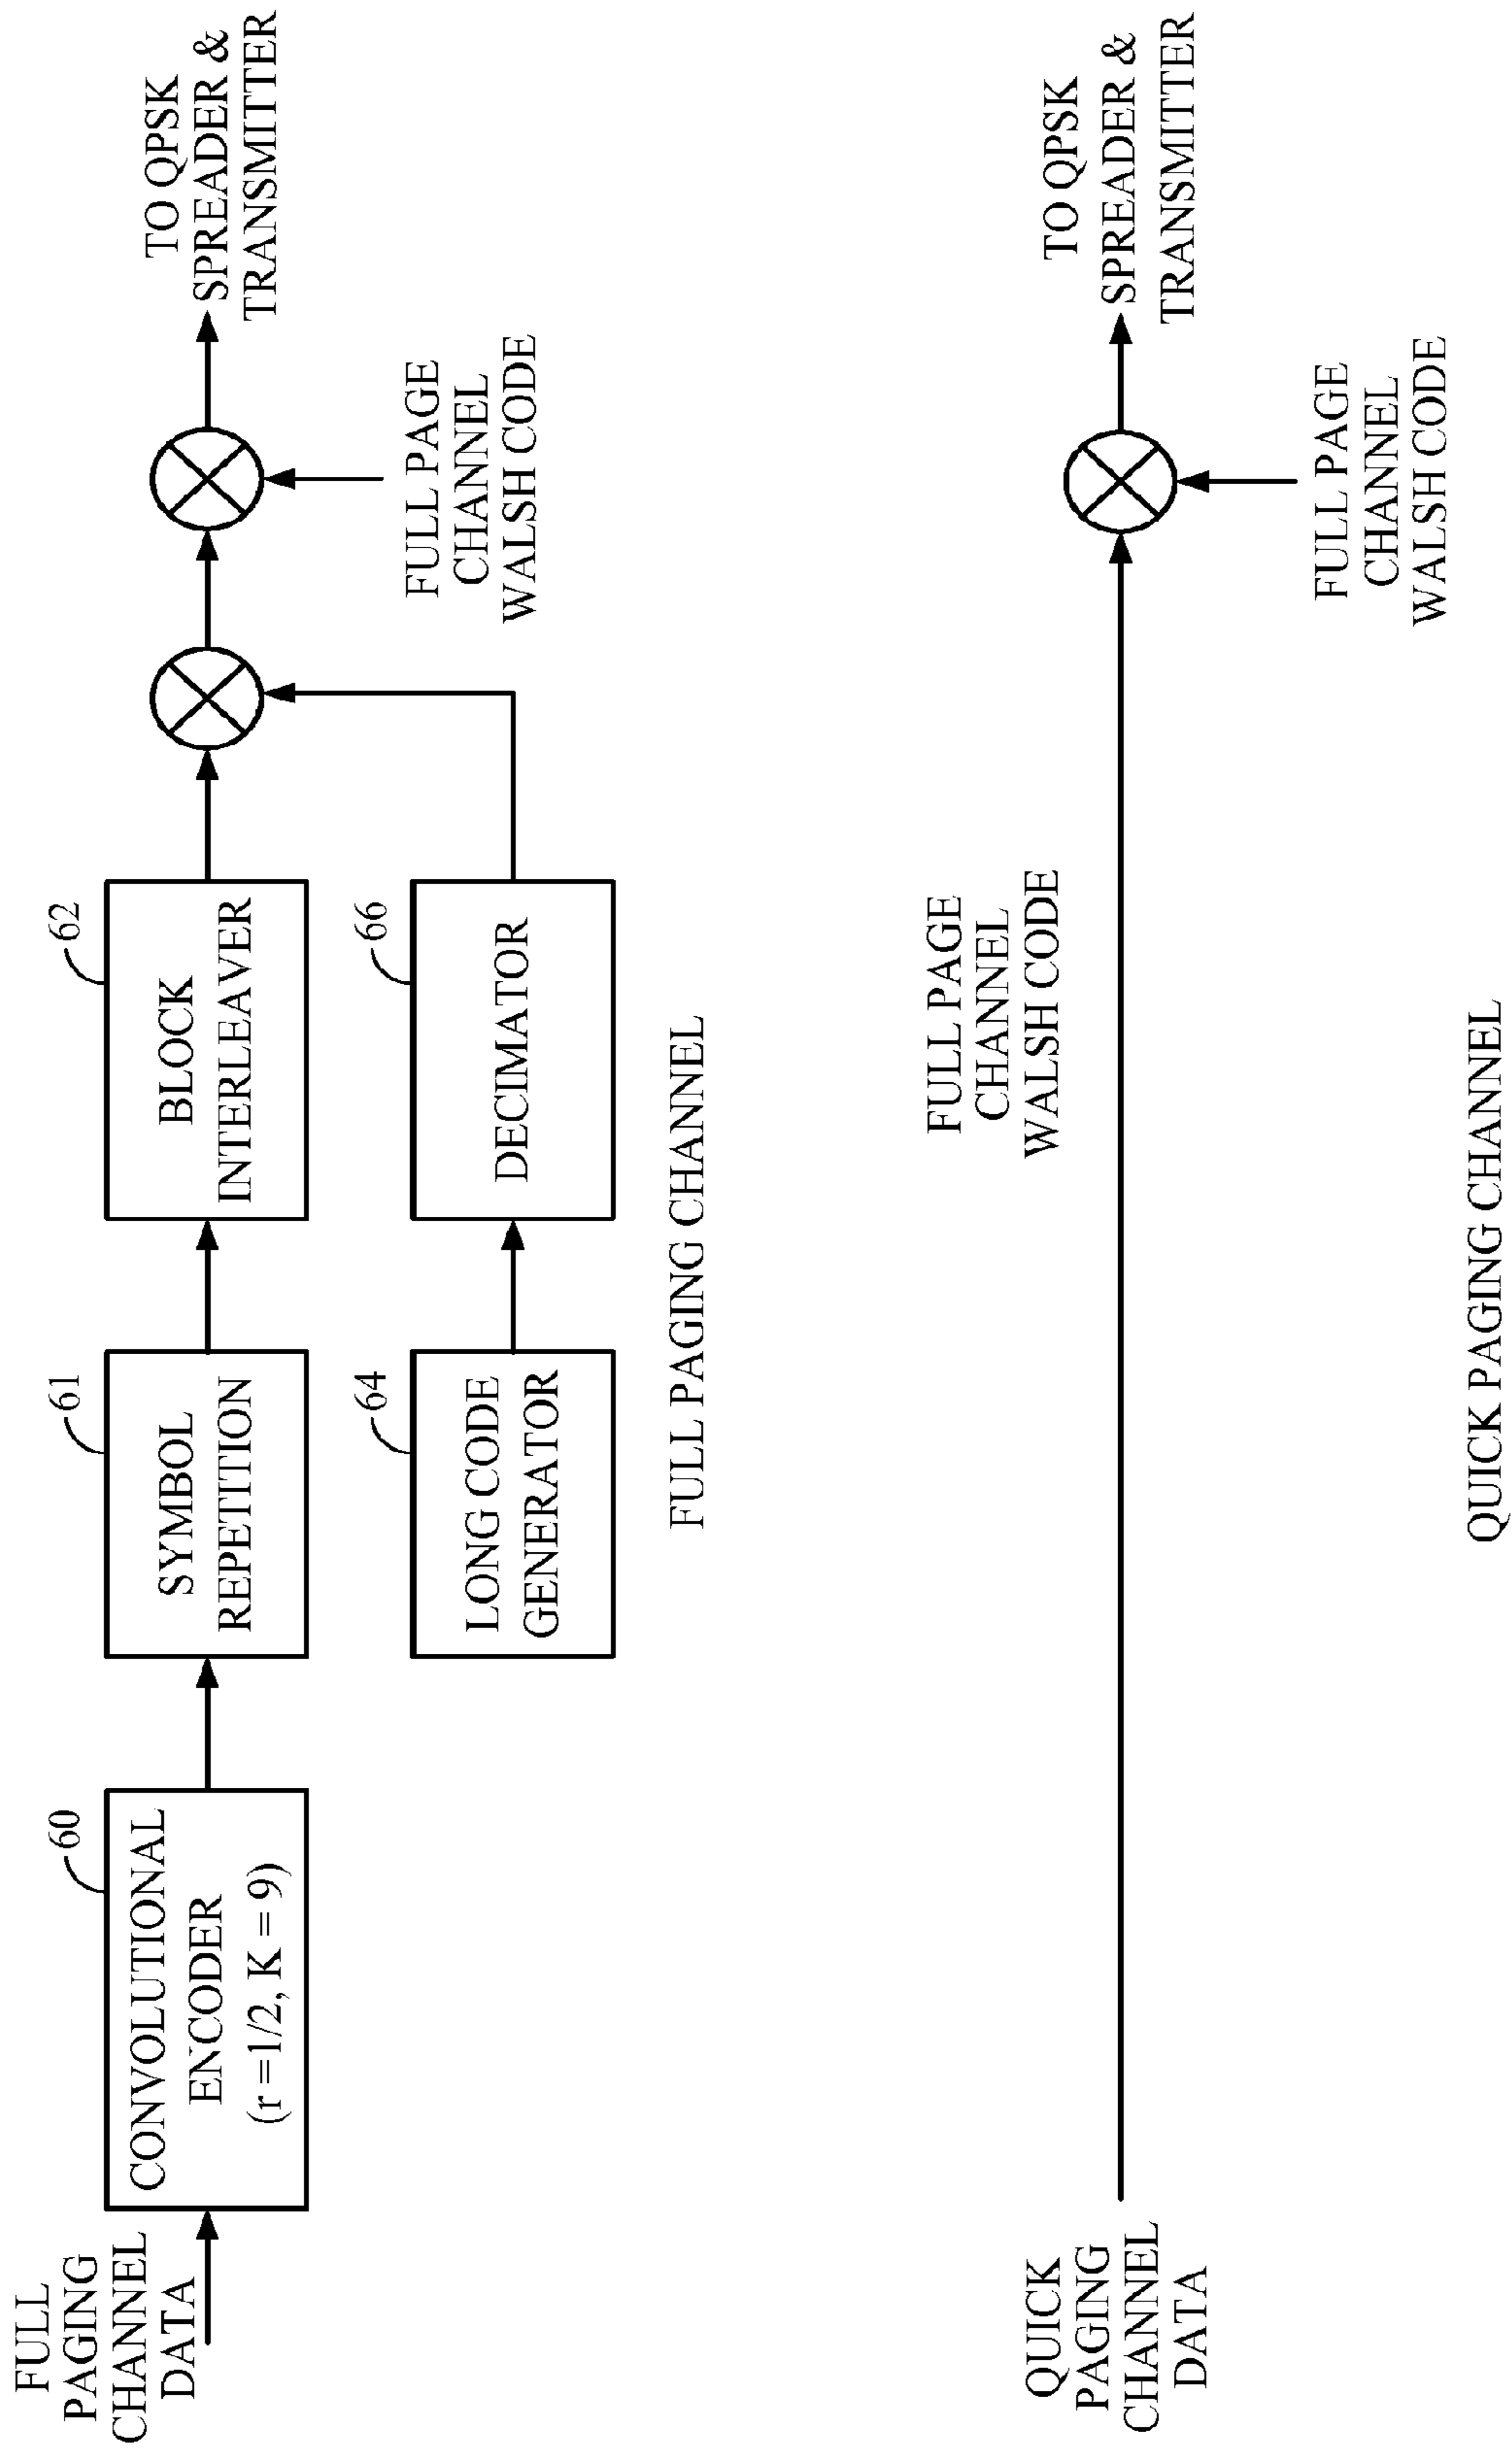 FULL
PAGING
CHANNEL
DATA
60
CONVOLUTIONAL
ENCODER
(r =1/2, K = 9)
61
SYMBOL
REPETITION
62
BLOCK
INTERLEAVER
TO QPSK
SPREADER &
TRANSMITTER
64
LONG CODE
GENERATOR
66
DECIMATOR
FULL PAGE
CHANNEL
WALSH CODE
FULL PAGING CHANNEL
FULL PAGE
CHANNEL
WALSH CODE
QUICK
PAGING
CHANNEL
DATA
TO QPSK
SPREADER &
TRANSMITTER
FULL PAGE
CHANNEL
WALSH CODE
QUICK PAGING CHANNEL